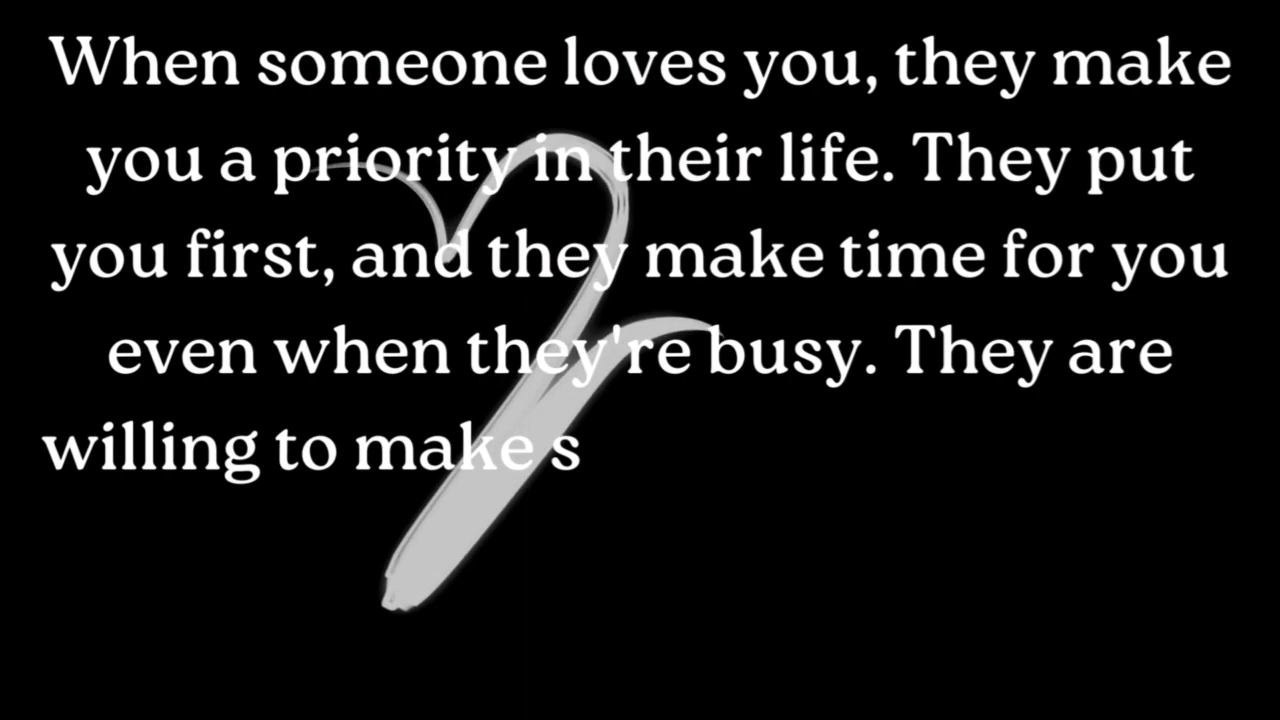 When someone loves you, they make
you a priority in their life. They put
you first, and they make time for you
even when they're busy. They are
willing to make s